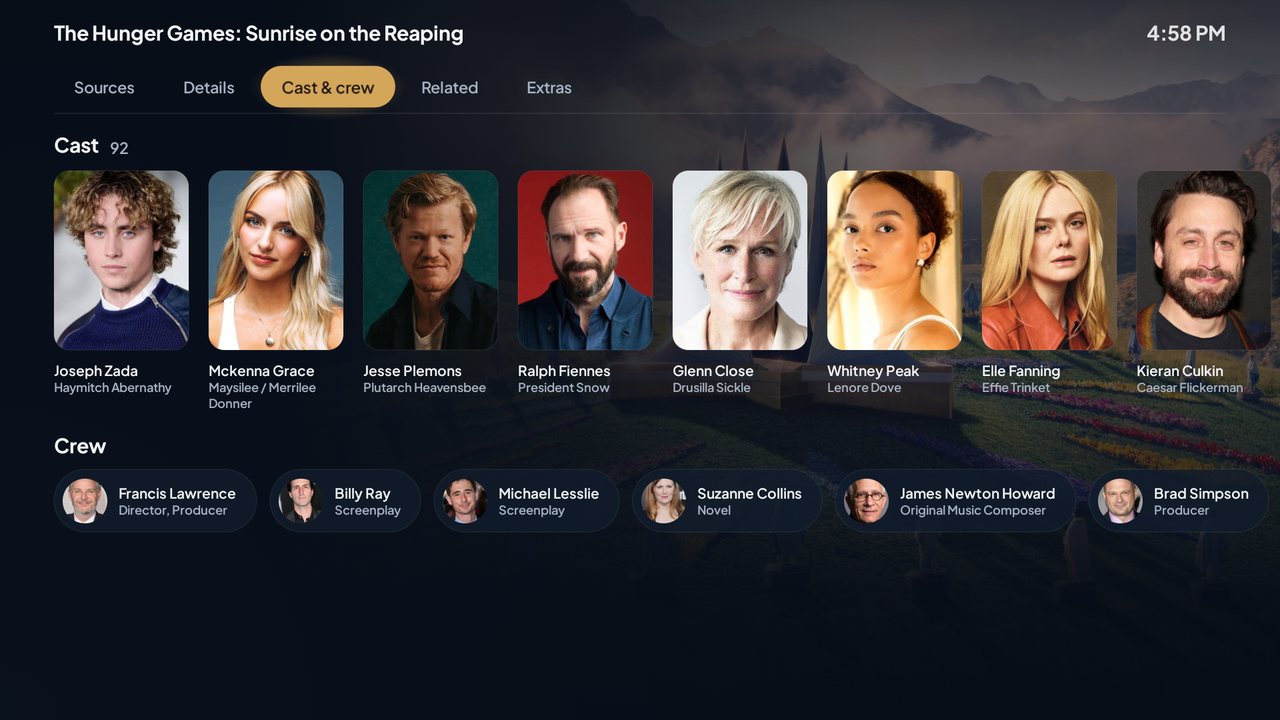 The Hunger Games: Sunrise on the Reaping
4:58 PM
Sources
Details
Cast & crew
Related
Extras
Cast 92
Joseph Zada
Haymitch Abernathy
Mckenna Grace
Maysilee / Merrilee
Donner
Jesse Plemons
Plutarch Heavensbee
Ralph Fiennes
President Snow
Glenn Close
Drusilla Sickle
Whitney Peak
Lenore Dove
Elle Fanning
Effie Trinket
Kieran Culkin
Caesar Flickerman
Crew
Francis Lawrence
Director, Producer
Billy Ray
Screenplay
Michael Lesslie
Screenplay
Suzanne Collins
Novel
James Newton Howard
Original Music Composer
Brad Simpson
Producer